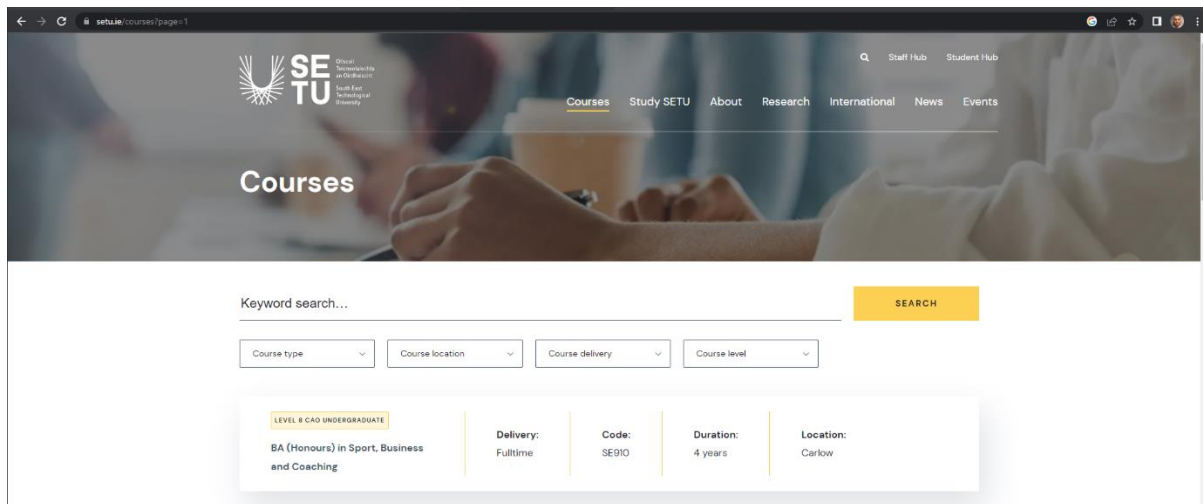 setu.ie/courses?page=1
SE
TU
Ollscoil
Teicneolaíochta
an Oirdheiscirt
South East
Technological
University
Staff Hub Student Hub
Courses Study SETU About Research International News Events
Courses
Keyword search...
SEARCH
Course type Course location Course delivery Course level
LEVEL 8 CAO UNDERGRADUATE
BA (Honours) in Sport, Business
and Coaching
Delivery:
Fulltime
Code:
SE910
Duration:
4 years
Location:
Carlow